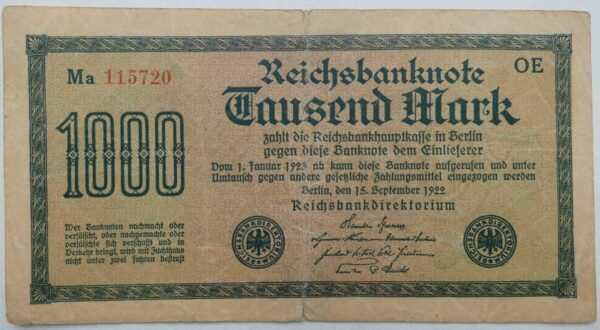 Ma 115720
Reichsbanknote
OE
Tausend Mark
1000
zahlt die Reichsbankhauptkasse in Berlin
gegen diese Banknote dem Einlieferer
Vom 1. Januar 1923 ab kann diese Banknote aufgerufen und unter
Umtausch gegen andere gesetzliche Zahlungsmittel eingezogen werden
Berlin, den 15. September 1922
Reichsbankdirektorium
Wer Banknoten nachmacht oder
verfälscht, oder nachgemachte oder
verfälschte sich verschafft und in
Verkehr bringt, wird mit Zuchthaus
nicht unter zwei Jahren bestraft
REICHSBANKDIREKTORIUM
REICHSBANKDIREKTORIUM